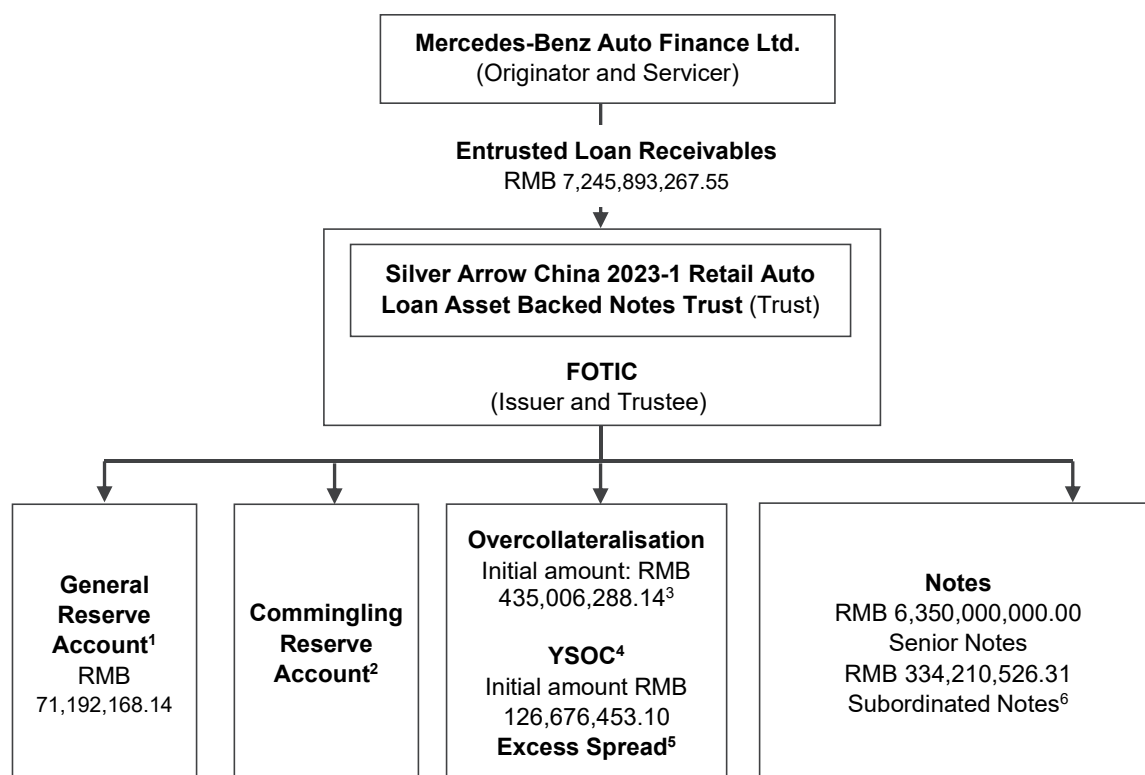 Mercedes-Benz Auto Finance Ltd.
(Originator and Servicer)
Entrusted Loan Receivables
RMB 7,245,893,267.55
Silver Arrow China 2023-1 Retail Auto
Loan Asset Backed Notes Trust (Trust)
FOTIC
(Issuer and Trustee)
General
Reserve
Account¹
RMB
71,192,168.14
Commingling
Reserve
Account²
Overcollateralisation
Initial amount: RMB
435,006,288.14³
YSOC⁴
Initial amount RMB
126,676,453.10
Excess Spread⁵
Notes
RMB 6,350,000,000.00
Senior Notes
RMB 334,210,526.31
Subordinated Notes⁶